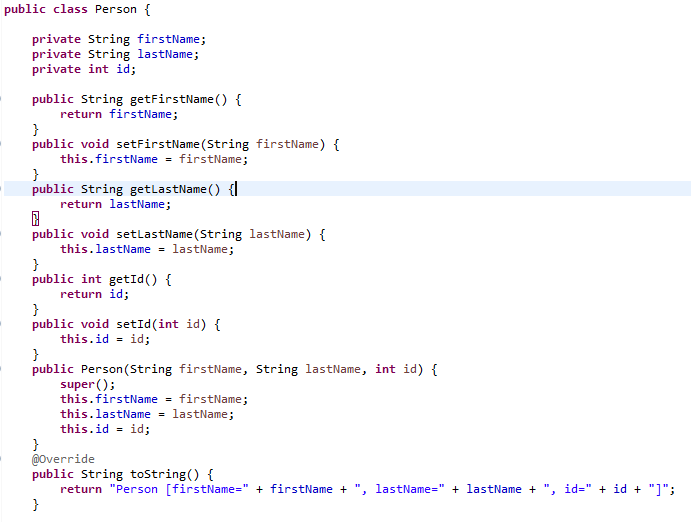 public class Person {
    private String firstName;
    private String lastName;
    private int id;
    public String getFirstName() {
        return firstName;
    }
    public void setFirstName(String firstName) {
        this.firstName = firstName;
    }
    public String getLastName() {
        return lastName;
    }
    public void setLastName(String lastName) {
        this.lastName = lastName;
    }
    public int getId() {
        return id;
    }
    public void setId(int id) {
        this.id = id;
    }
    public Person(String firstName, String lastName, int id) {
        super();
        this.firstName = firstName;
        this.lastName = lastName;
        this.id = id;
    }
    @Override
    public String toString() {
        return "Person [firstName=" + firstName + ", lastName=" + lastName + ", id=" + id + "]";
    }